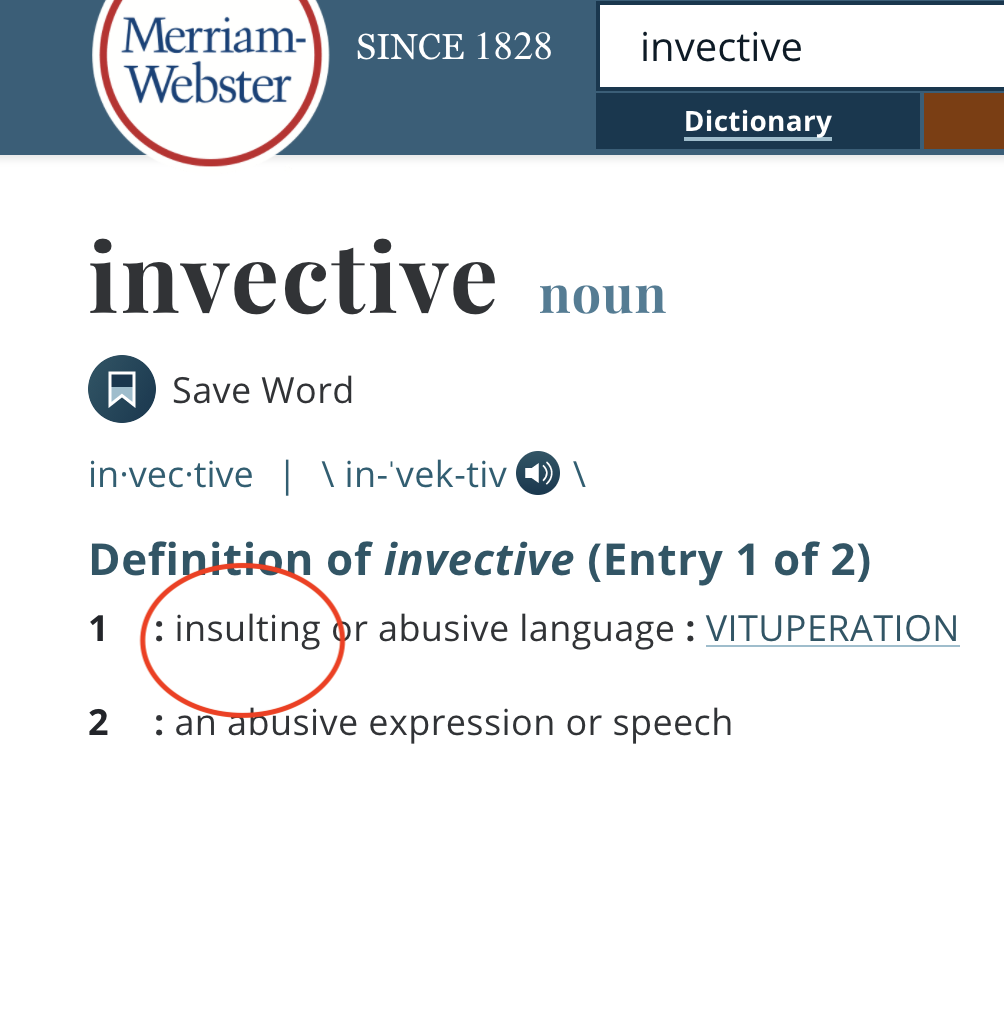 Merriam-
Webster
SINCE 1828
invective
Dictionary
invective noun
Save Word
in·vec·tive | \ in-ˈvek-tiv \
Definition of invective (Entry 1 of 2)
1 : insulting or abusive language : VITUPERATION
2 : an abusive expression or speech